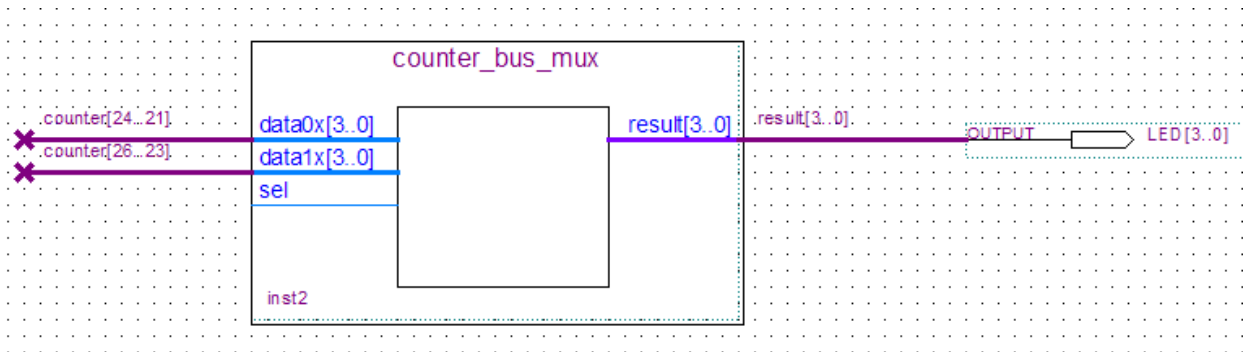 counter_bus_mux
counter[24...21]
data0x[3..0]
result[3..0]
result[3..0]
OUTPUT
LED[3..0]
counter[26...23]
data1x[3..0]
sel
inst2